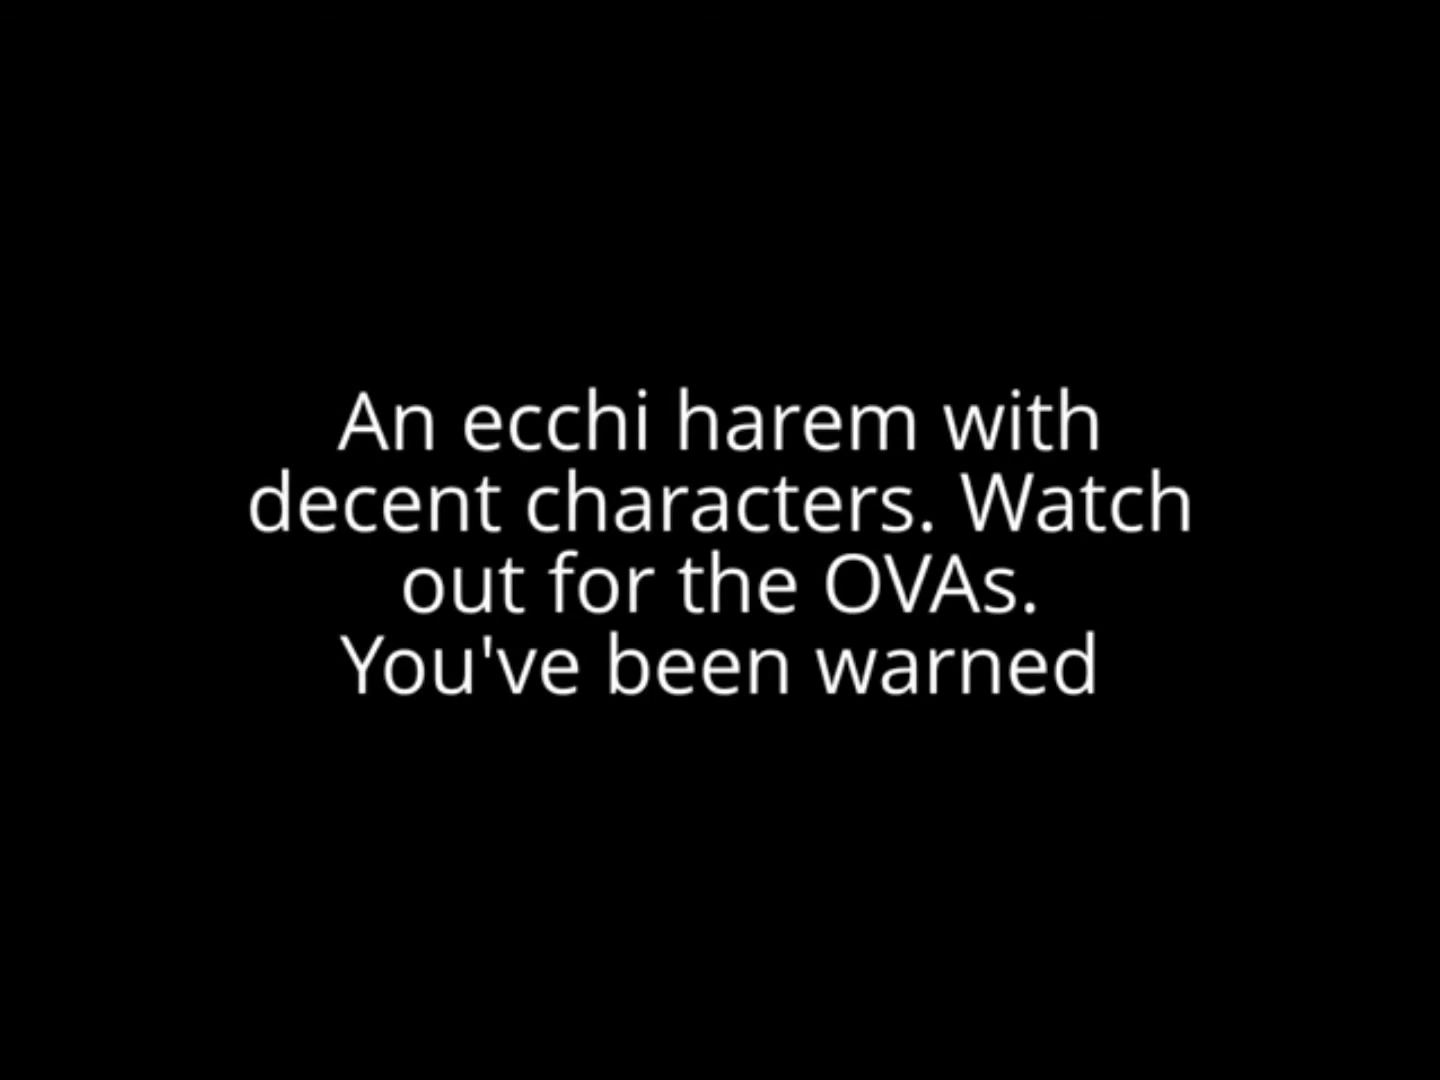 An ecchi harem with
decent characters. Watch
out for the OVAs.
You've been warned